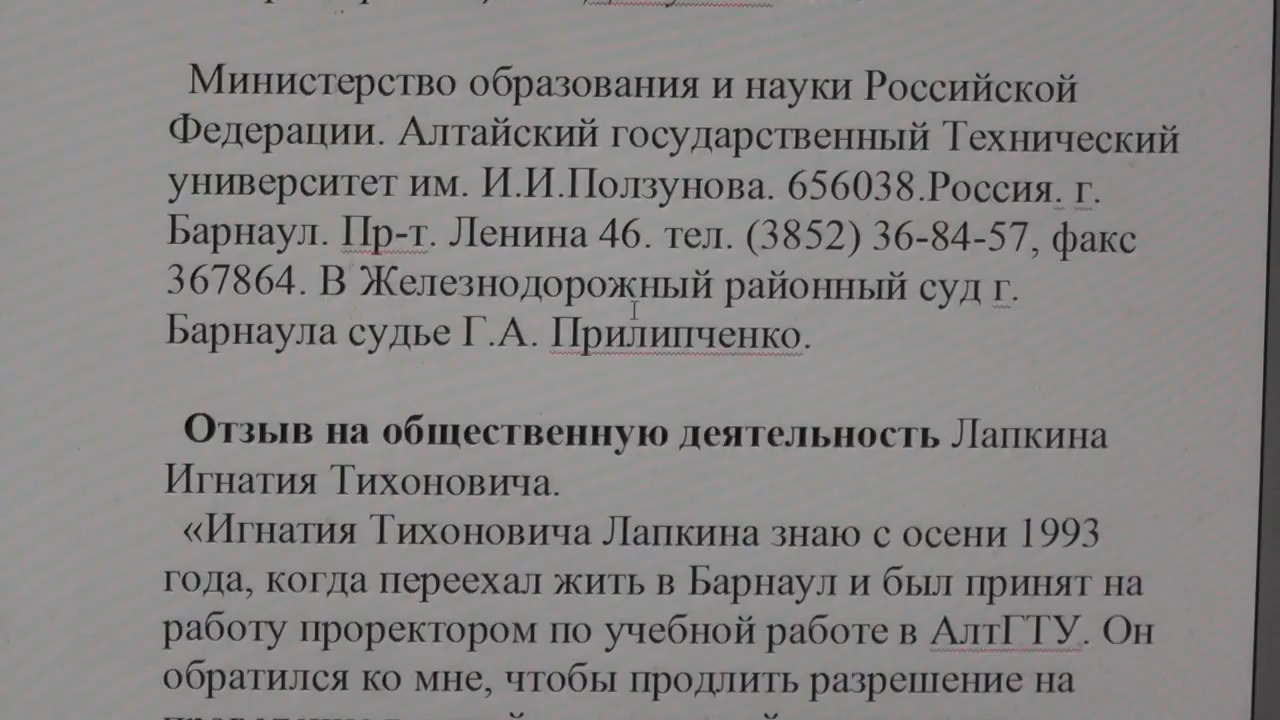 Министерство образования и науки Российской
Федерации. Алтайский государственный Технический
университет им. И.И.Ползунова. 656038.Россия. г.
Барнаул. Пр-т. Ленина 46. тел. (3852) 36-84-57, факс
367864. В Железнодорожный районный суд г.
Барнаула судье Г.А. Прилипченко.
Отзыв на общественную деятельность Лапкина
Игнатия Тихоновича.
«Игнатия Тихоновича Лапкина знаю с осени 1993
года, когда переехал жить в Барнаул и был принят на
работу проректором по учебной работе в АлтГТУ. Он
обратился ко мне, чтобы продлить разрешение на